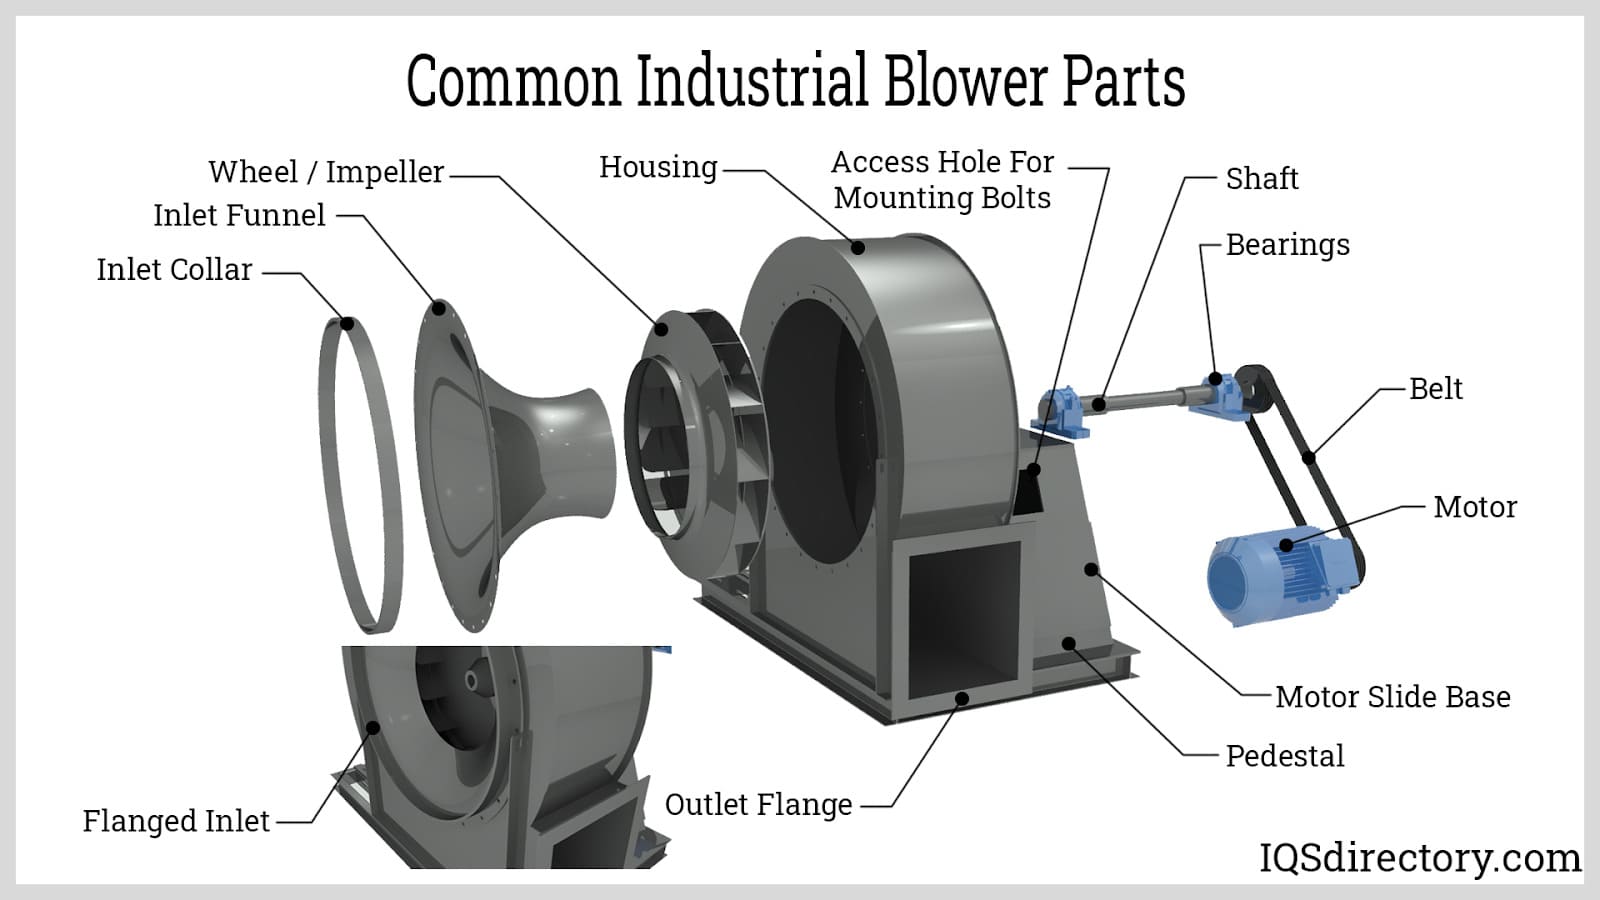 Common Industrial Blower Parts
Wheel / Impeller
Inlet Funnel
Inlet Collar
Housing
Access Hole For
Mounting Bolts
Shaft
Bearings
Belt
Motor
Motor Slide Base
Pedestal
Outlet Flange
Flanged Inlet
IQSdirectory.com